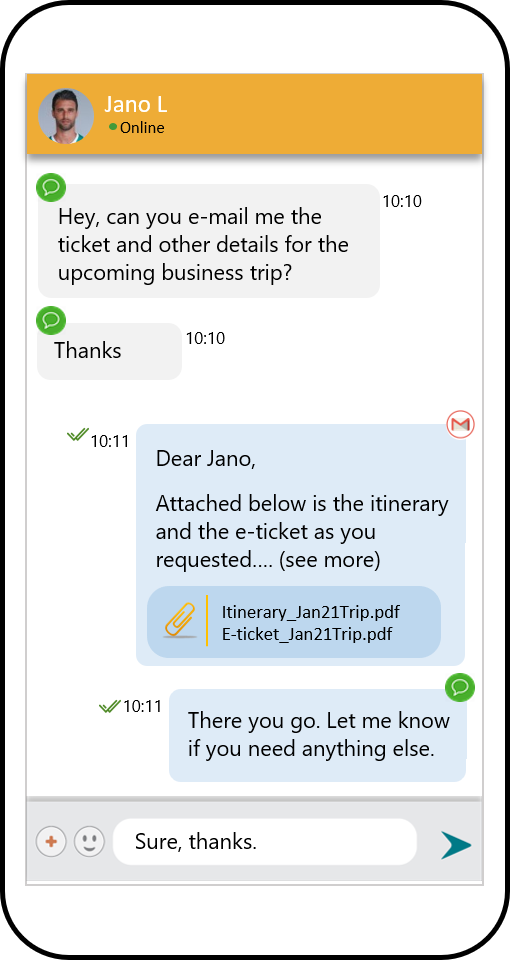 Jano L
Online
Hey, can you e-mail me the
ticket and other details for the
upcoming business trip?
10:10
Thanks
10:10
10:11
Dear Jano,
Attached below is the itinerary
and the e-ticket as you
requested.... (see more)
Itinerary_Jan21Trip.pdf
E-ticket_Jan21Trip.pdf
10:11
There you go. Let me know
if you need anything else.
Sure, thanks.